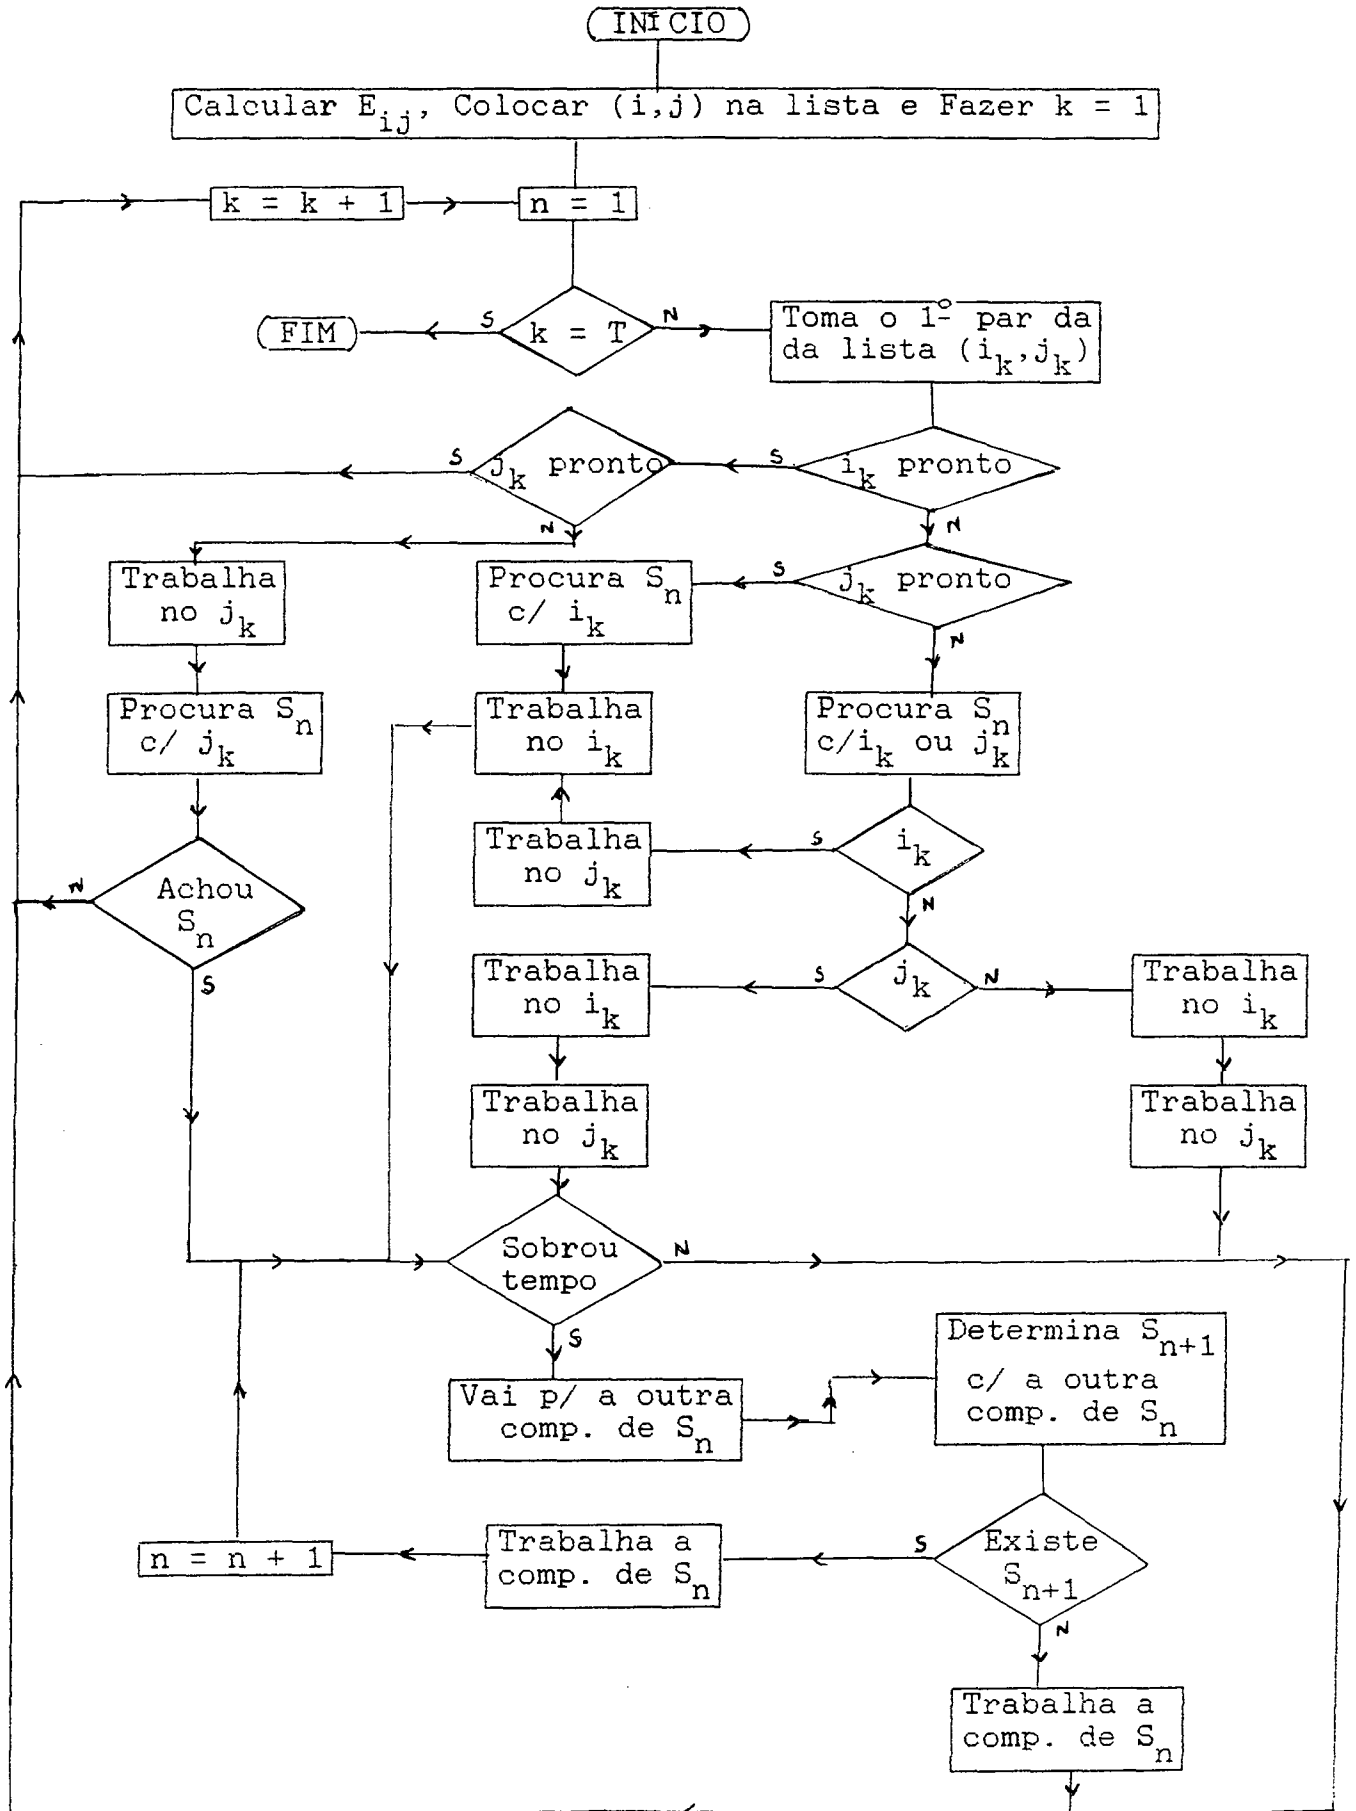 INÍCIO
Calcular E_ij, Colocar (i,j) na lista e Fazer k = 1
k = k + 1
n = 1
k = T
S
N
FIM
Toma o 1º par da
da lista (i_k,j_k)
i_k pronto
S
N
j_k pronto
S
N
j_k pronto
S
N
Trabalha
no j_k
Procura S_n
c/ i_k
Procura S_n
c/ j_k
Trabalha
no i_k
Procura S_n
c/i_k ou j_k
Trabalha
no j_k
i_k
S
N
Achou
S_n
N
S
j_k
S
N
Trabalha
no i_k
Trabalha
no i_k
Trabalha
no j_k
Trabalha
no j_k
Sobrou
tempo
N
S
Vai p/ a outra
comp. de S_n
Determina S_n+1
c/ a outra
comp. de S_n
Existe
S_n+1
S
N
Trabalha a
comp. de S_n
n = n + 1
Trabalha a
comp. de S_n